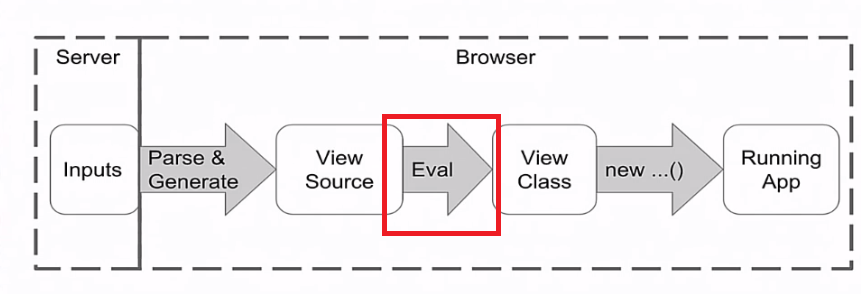 Server
Browser
Inputs
Parse &
Generate
View
Source
Eval
View
Class
new ...()
Running
App